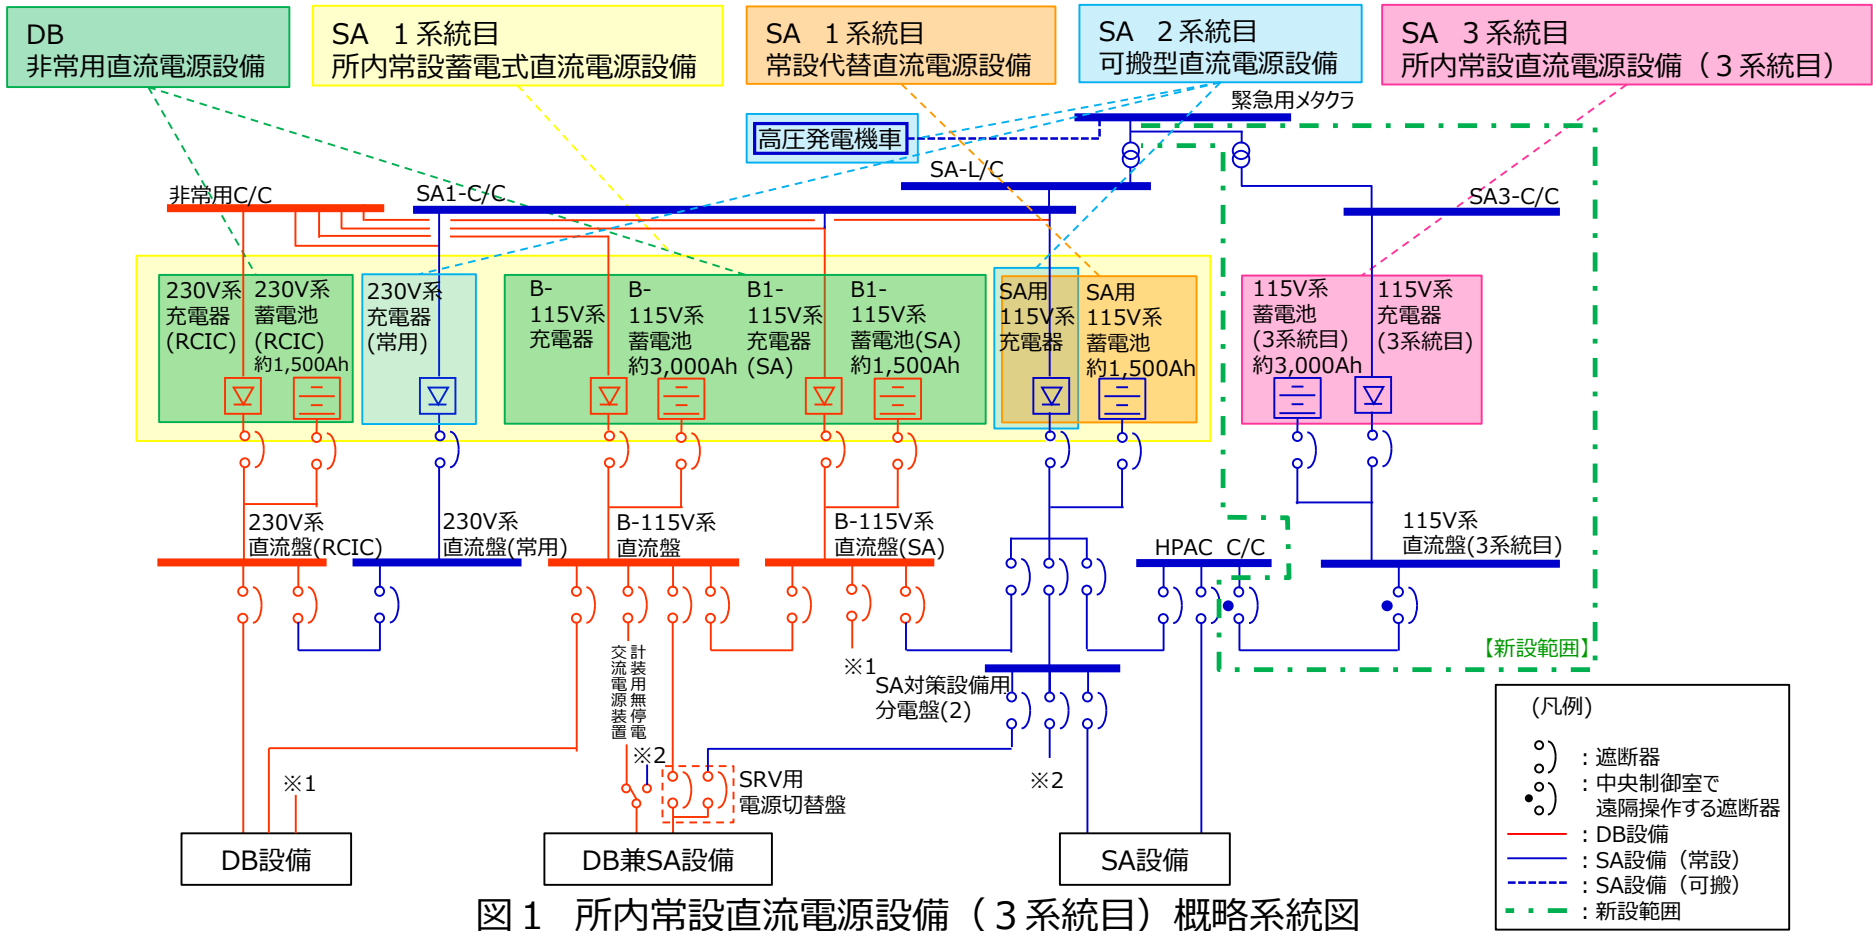 DB
非常用直流電源設備
SA 1系統目
所内常設蓄電式直流電源設備
SA 1系統目
常設代替直流電源設備
SA 2系統目
可搬型直流電源設備
SA 3系統目
所内常設直流電源設備（3系統目）
緊急用メタクラ
高圧発電機車
SA-L/C
非常用C/C
SA1-C/C
SA3-C/C
230V系
充電器
(RCIC)
230V系
蓄電池
(RCIC)
約1,500Ah
230V系
充電器
(常用)
B-
115V系
充電器
B-
115V系
蓄電池
約3,000Ah
B1-
115V系
充電器
(SA)
B1-
115V系
蓄電池(SA)
約1,500Ah
SA用
115V系
充電器
SA用
115V系
蓄電池
約1,500Ah
115V系
蓄電池
(3系統目)
約3,000Ah
115V系
充電器
(3系統目)
230V系
直流盤(RCIC)
230V系
直流盤(常用)
B-115V系
直流盤
B-115V系
直流盤(SA)
HPAC C/C
115V系
直流盤(3系統目)
計装用無停電
交流電源装置
※1
SA対策設備用
分電盤(2)
【新設範囲】
※1
※2
SRV用
電源切替盤
※2
DB設備
DB兼SA設備
SA設備
(凡例)
：遮断器
：中央制御室で
遠隔操作する遮断器
：DB設備
：SA設備（常設）
：SA設備（可搬）
：新設範囲
図1 所内常設直流電源設備（3系統目）概略系統図